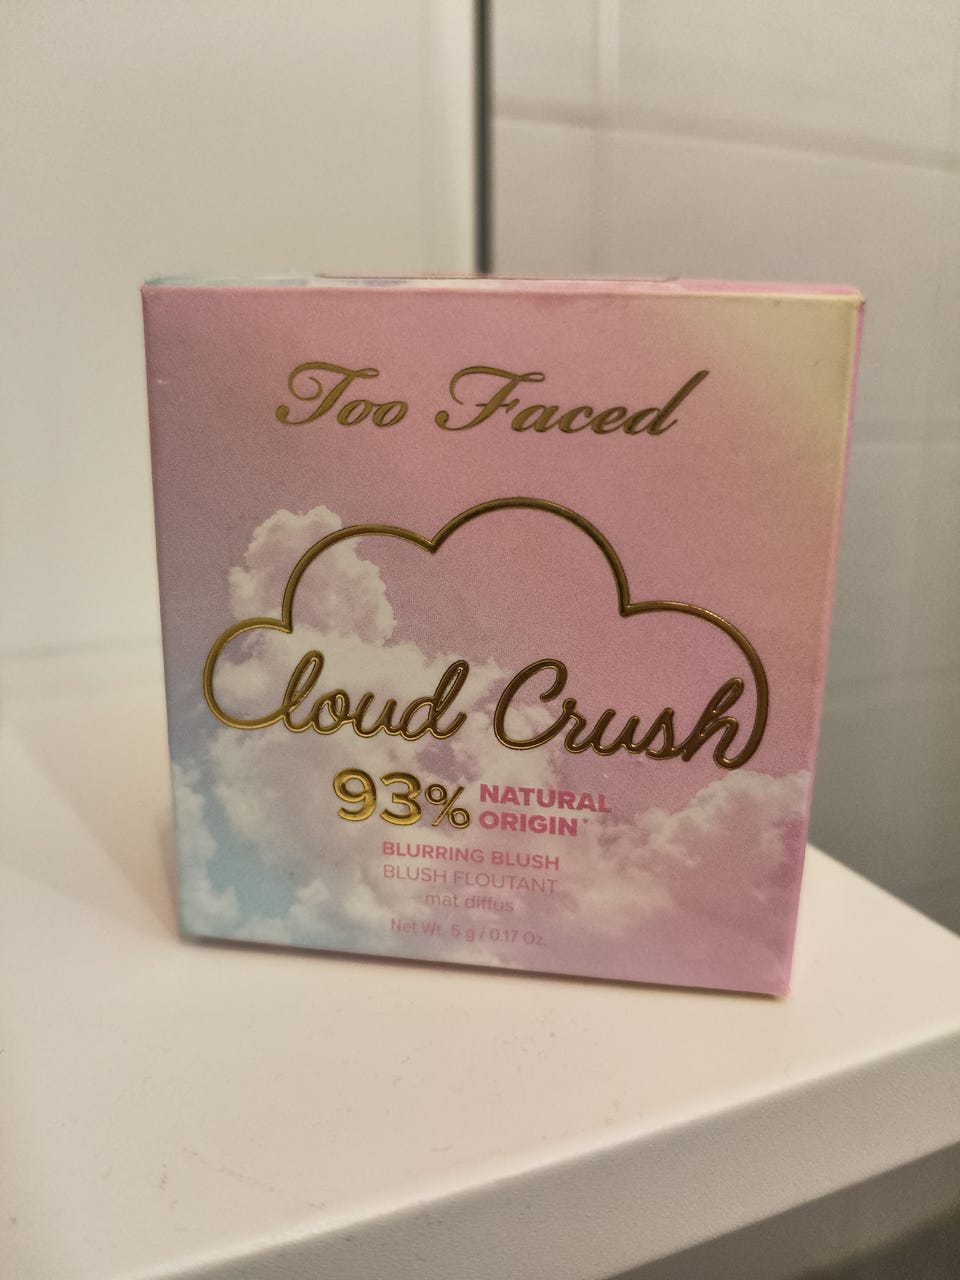 Too Faced
Cloud Crush
93% NATURAL
ORIGIN*
BLURRING BLUSH
BLUSH FLOUTANT
mat diffus
Net Wt. 5 g / 0.17 Oz.